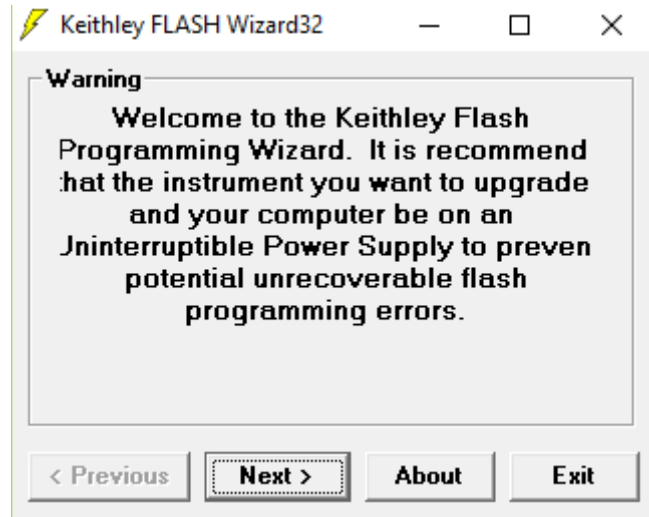 Keithley FLASH Wizard32
Warning
Welcome to the Keithley Flash
Programming Wizard. It is recommend
hat the instrument you want to upgrade
and your computer be on an
Jninterruptible Power Supply to preven
potential unrecoverable flash
programming errors.
< Previous
Next >
About
Exit